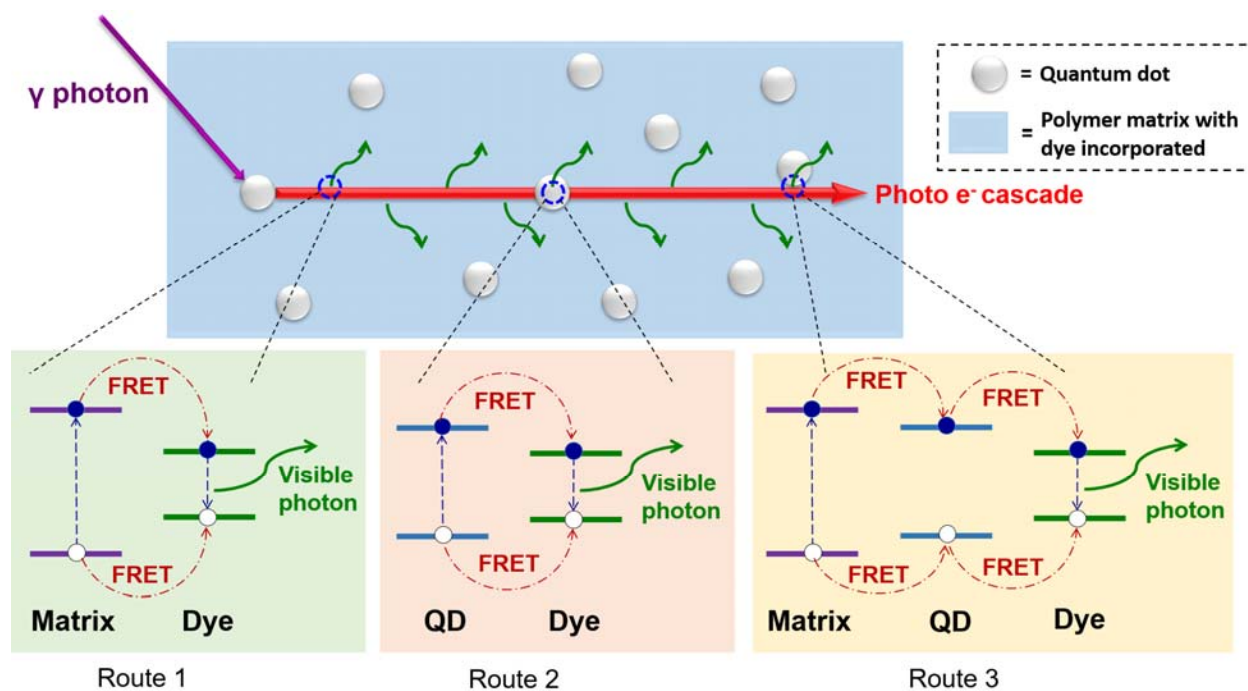 γ photon
= Quantum dot
= Polymer matrix with
dye incorporated
Photo e- cascade
FRET
Visible
photon
FRET
Matrix Dye
Route 1
FRET
Visible
photon
FRET
QD Dye
Route 2
FRET FRET
Visible
photon
FRET FRET
Matrix QD Dye
Route 3